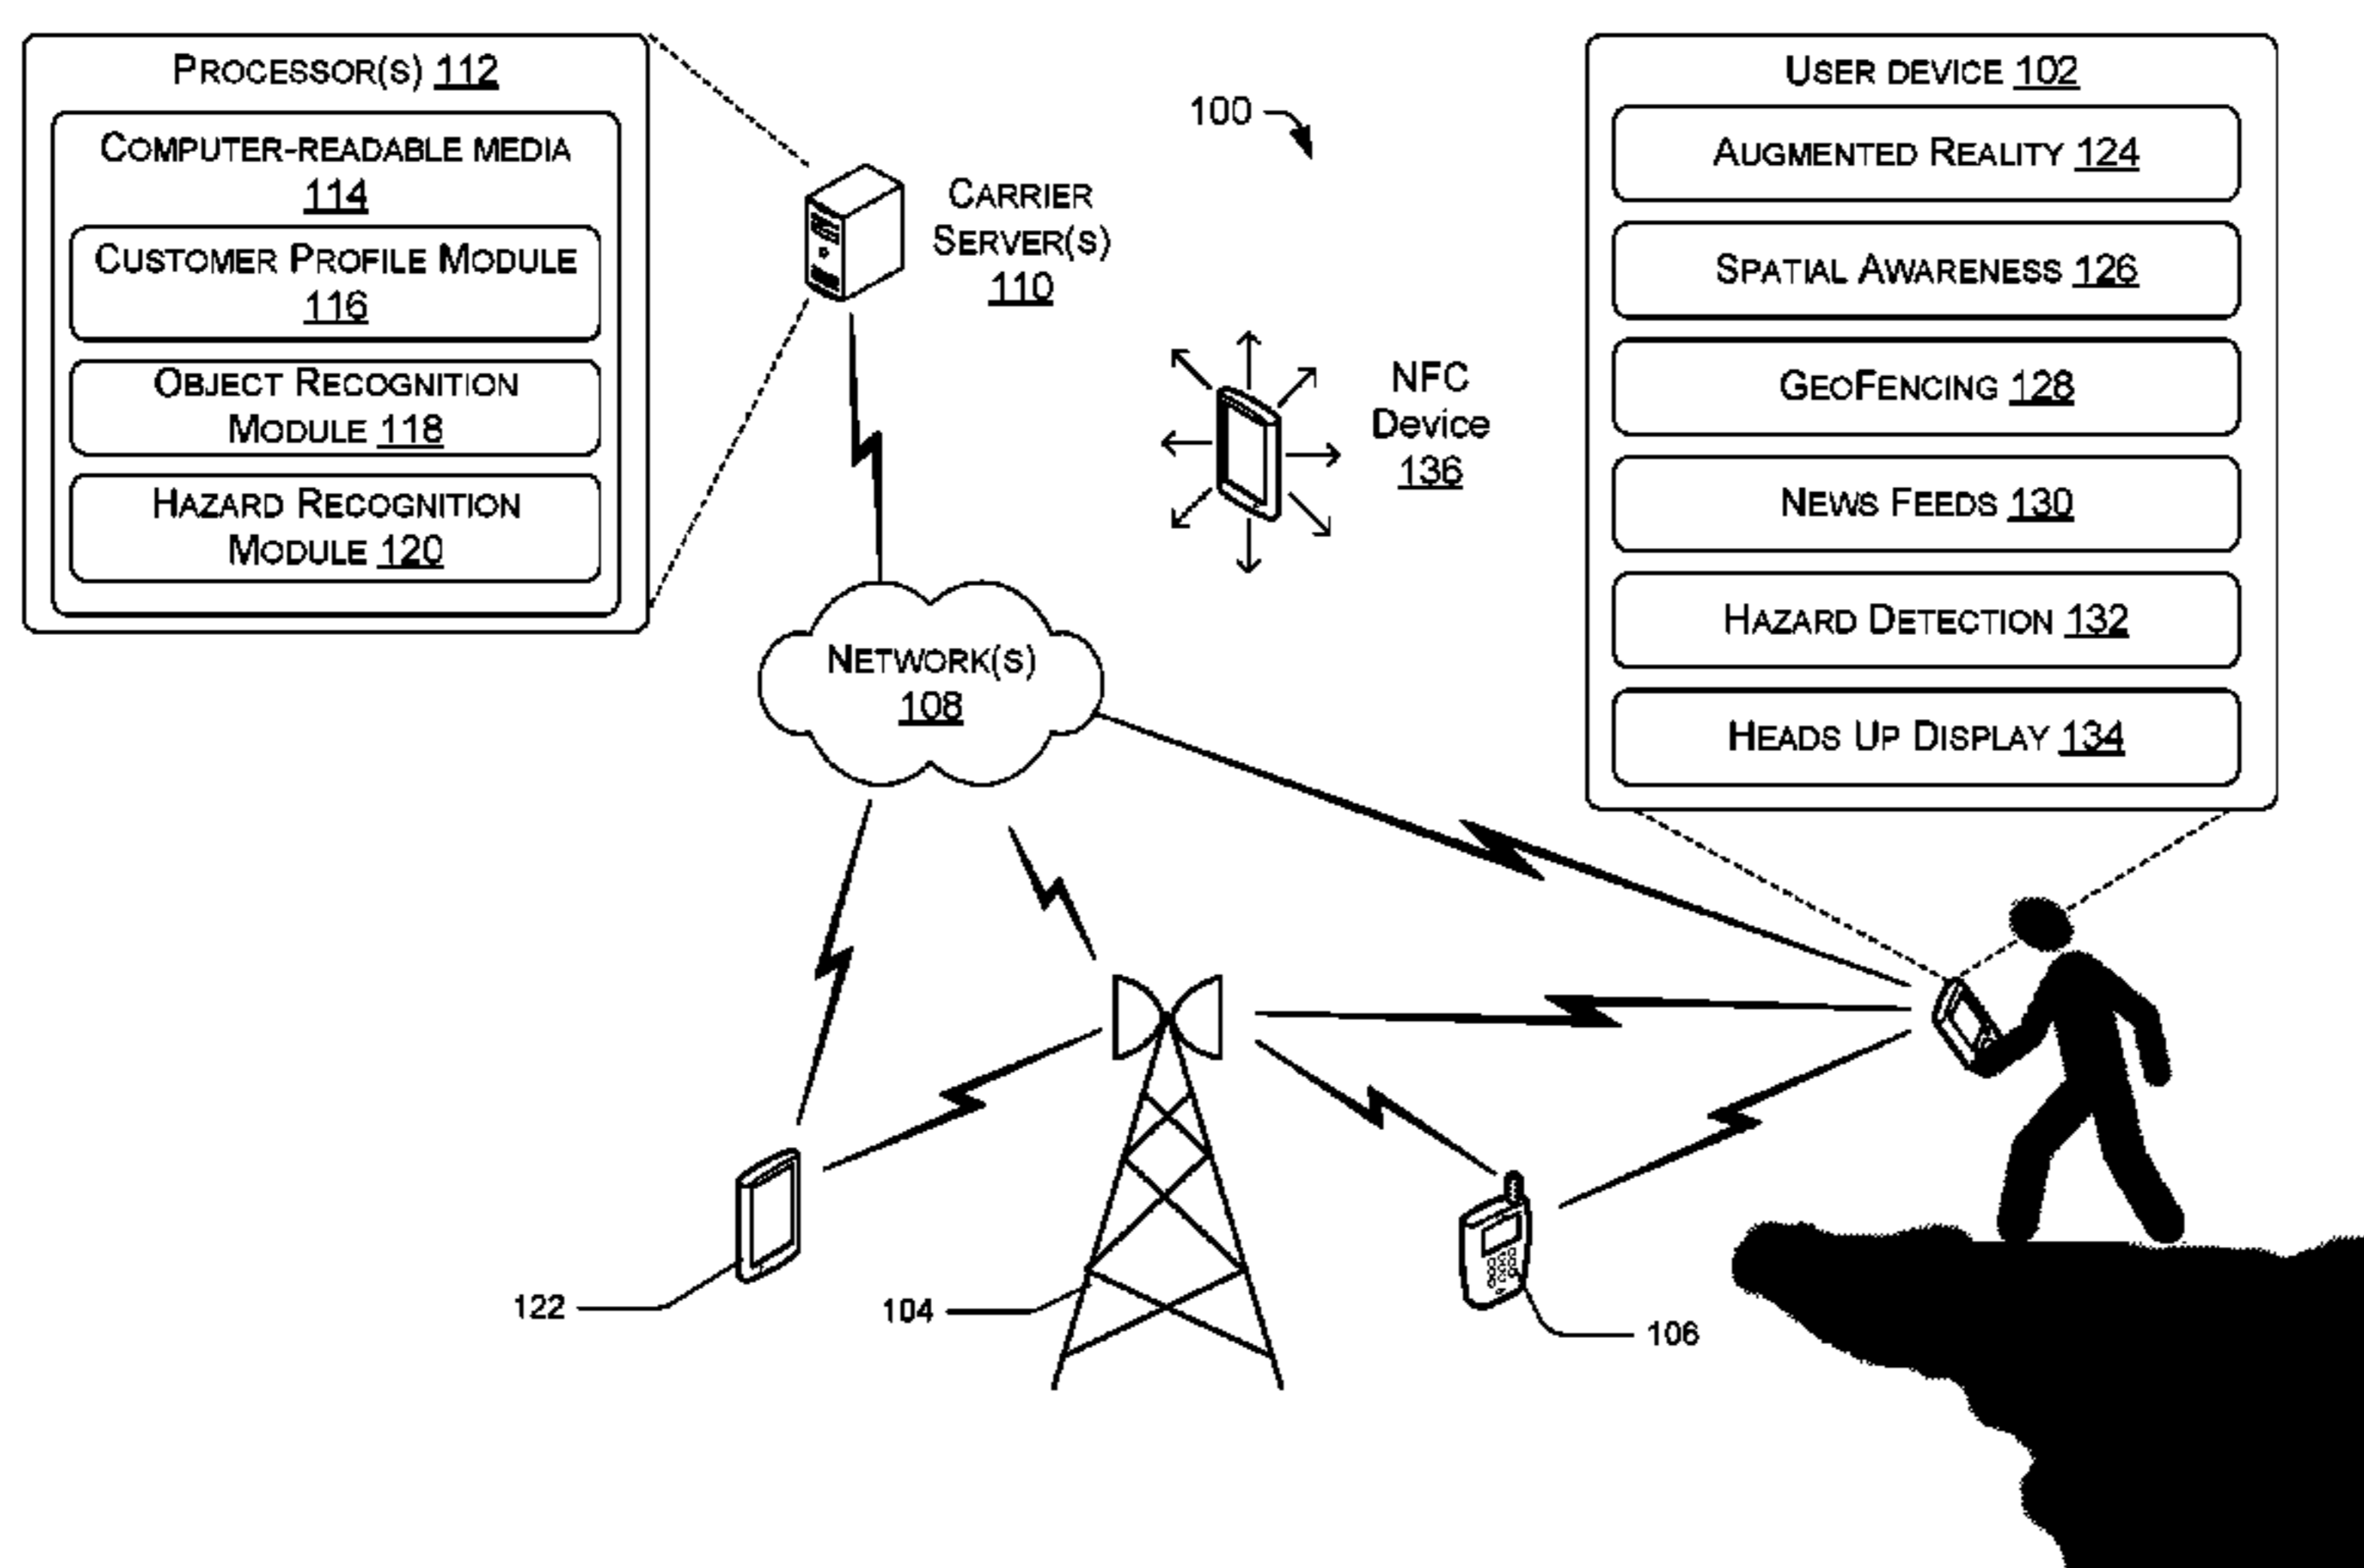 PROCESSOR(S) 112
COMPUTER-READABLE MEDIA
114
CUSTOMER PROFILE MODULE
116
OBJECT RECOGNITION
MODULE 118
HAZARD RECOGNITION
MODULE 120
CARRIER
SERVER(S)
110
100
NFC
Device
136
USER DEVICE 102
AUGMENTED REALITY 124
SPATIAL AWARENESS 126
GEOFENCING 128
NEWS FEEDS 130
HAZARD DETECTION 132
HEADS UP DISPLAY 134
NETWORK(S)
108
122
104
106